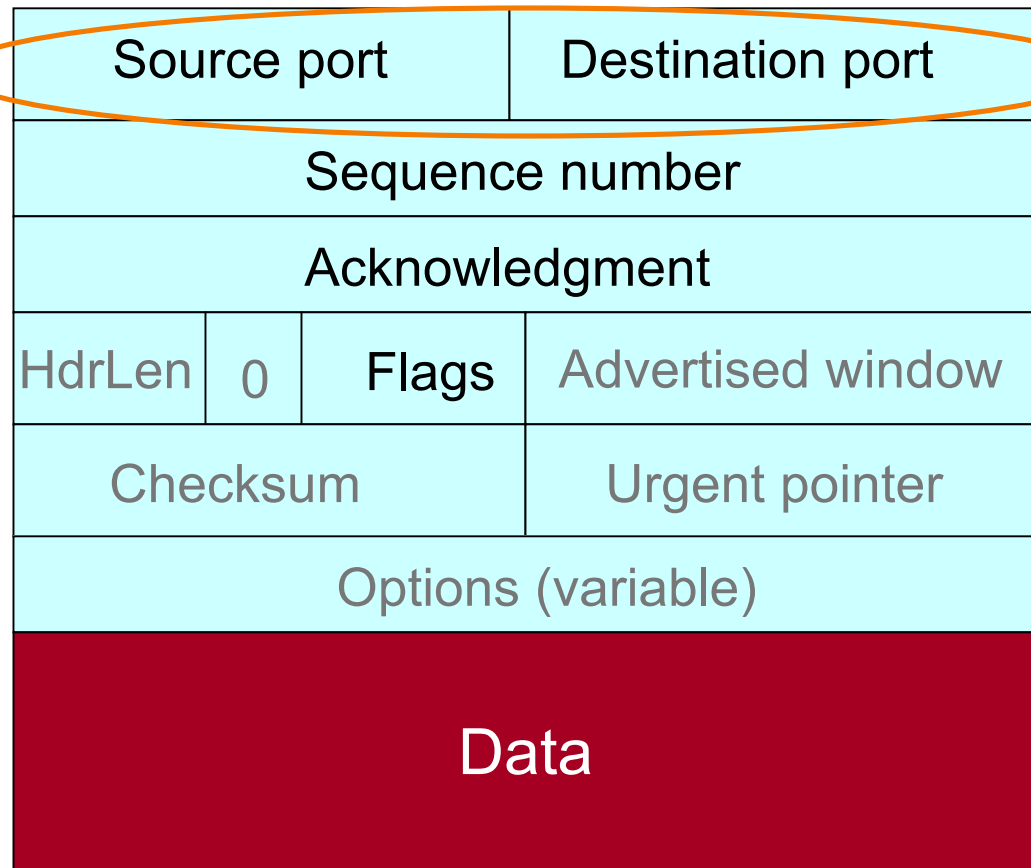 Source port Destination port
Sequence number
Acknowledgment
HdrLen 0 Flags Advertised window
Checksum Urgent pointer
Options (variable)
Data